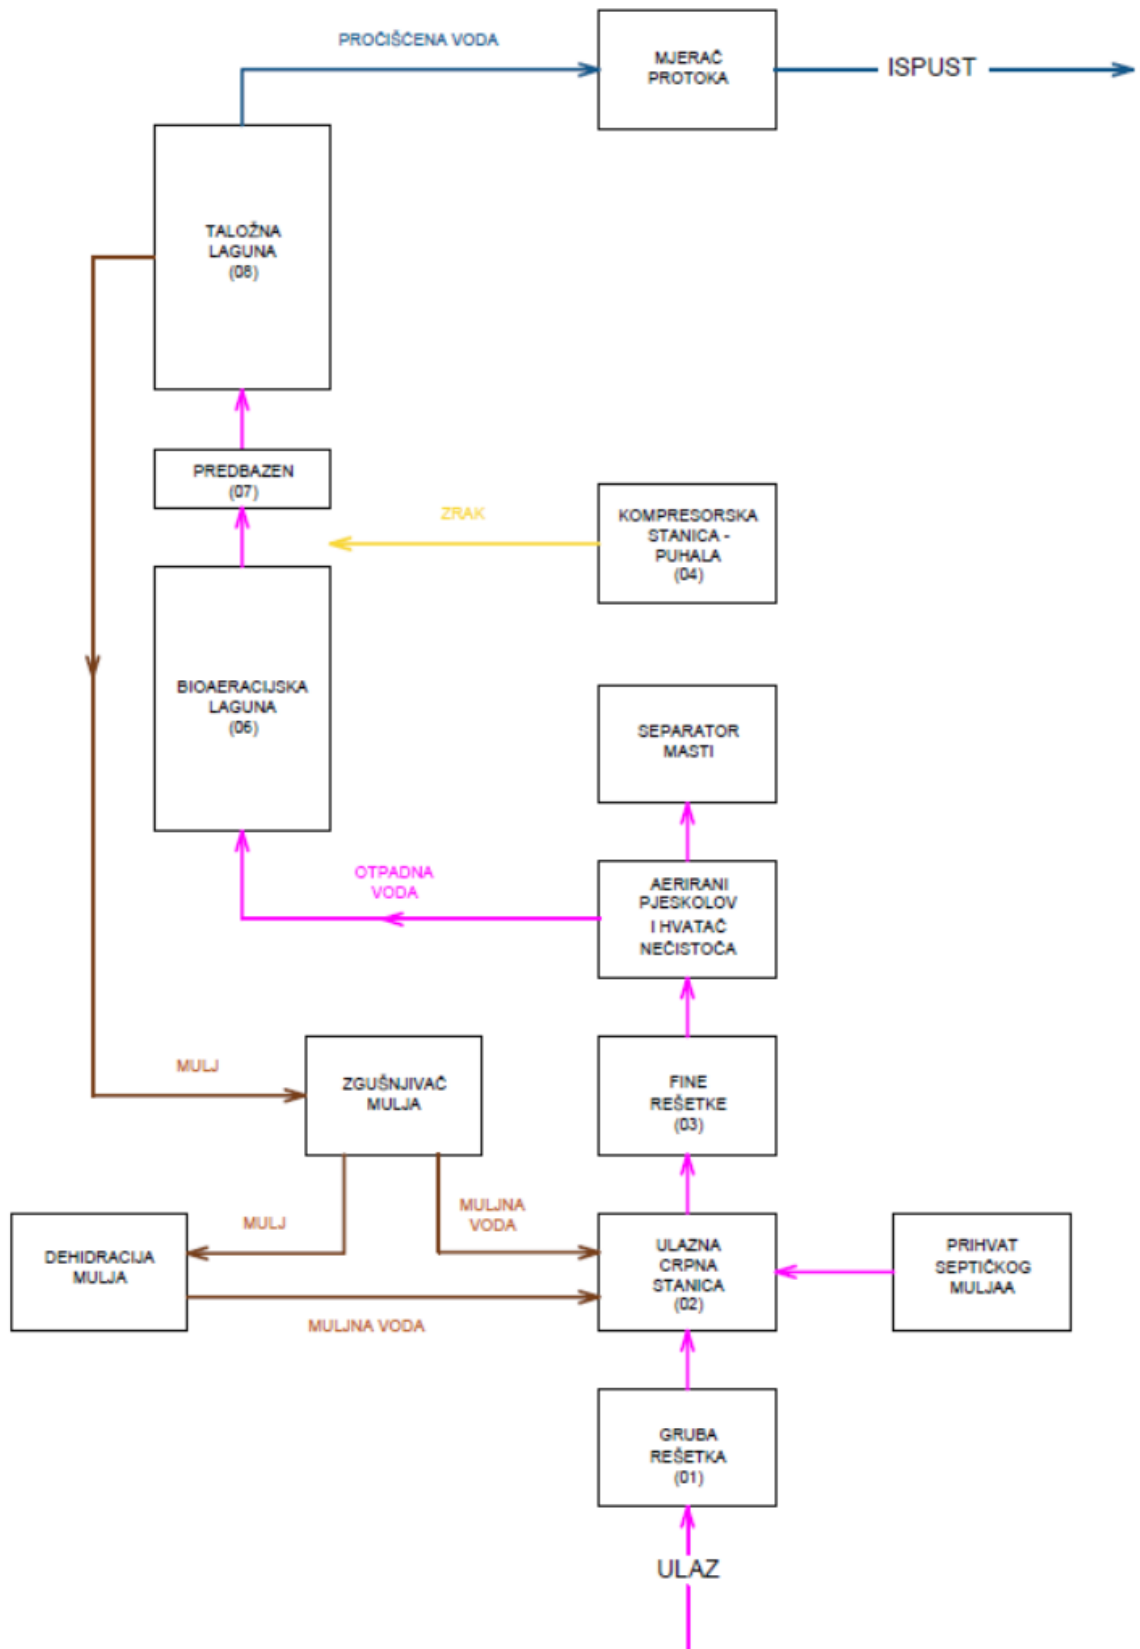 PROČIŠĆENA VODA
MJERAČ
PROTOKA
ISPUST
TALOŽNA
LAGUNA
(08)
PREDBAZEN
(07)
ZRAK
KOMPRESORSKA
STANICA -
PUHALA
(04)
BIOAERACIJSKA
LAGUNA
(06)
SEPARATOR
MASTI
OTPADNA
VODA
AERIRANI
PJESKOLOV
I HVATAČ
NEČISTOĆA
MULJ
ZGUŠNJIVAČ
MULJA
FINE
REŠETKE
(03)
MULJ
MULJNA
VODA
DEHIDRACIJA
MULJA
ULAZNA
CRPNA
STANICA
(02)
PRIHVAT
SEPTIČKOG
MULJAA
MULJNA VODA
GRUBA
REŠETKA
(01)
ULAZ